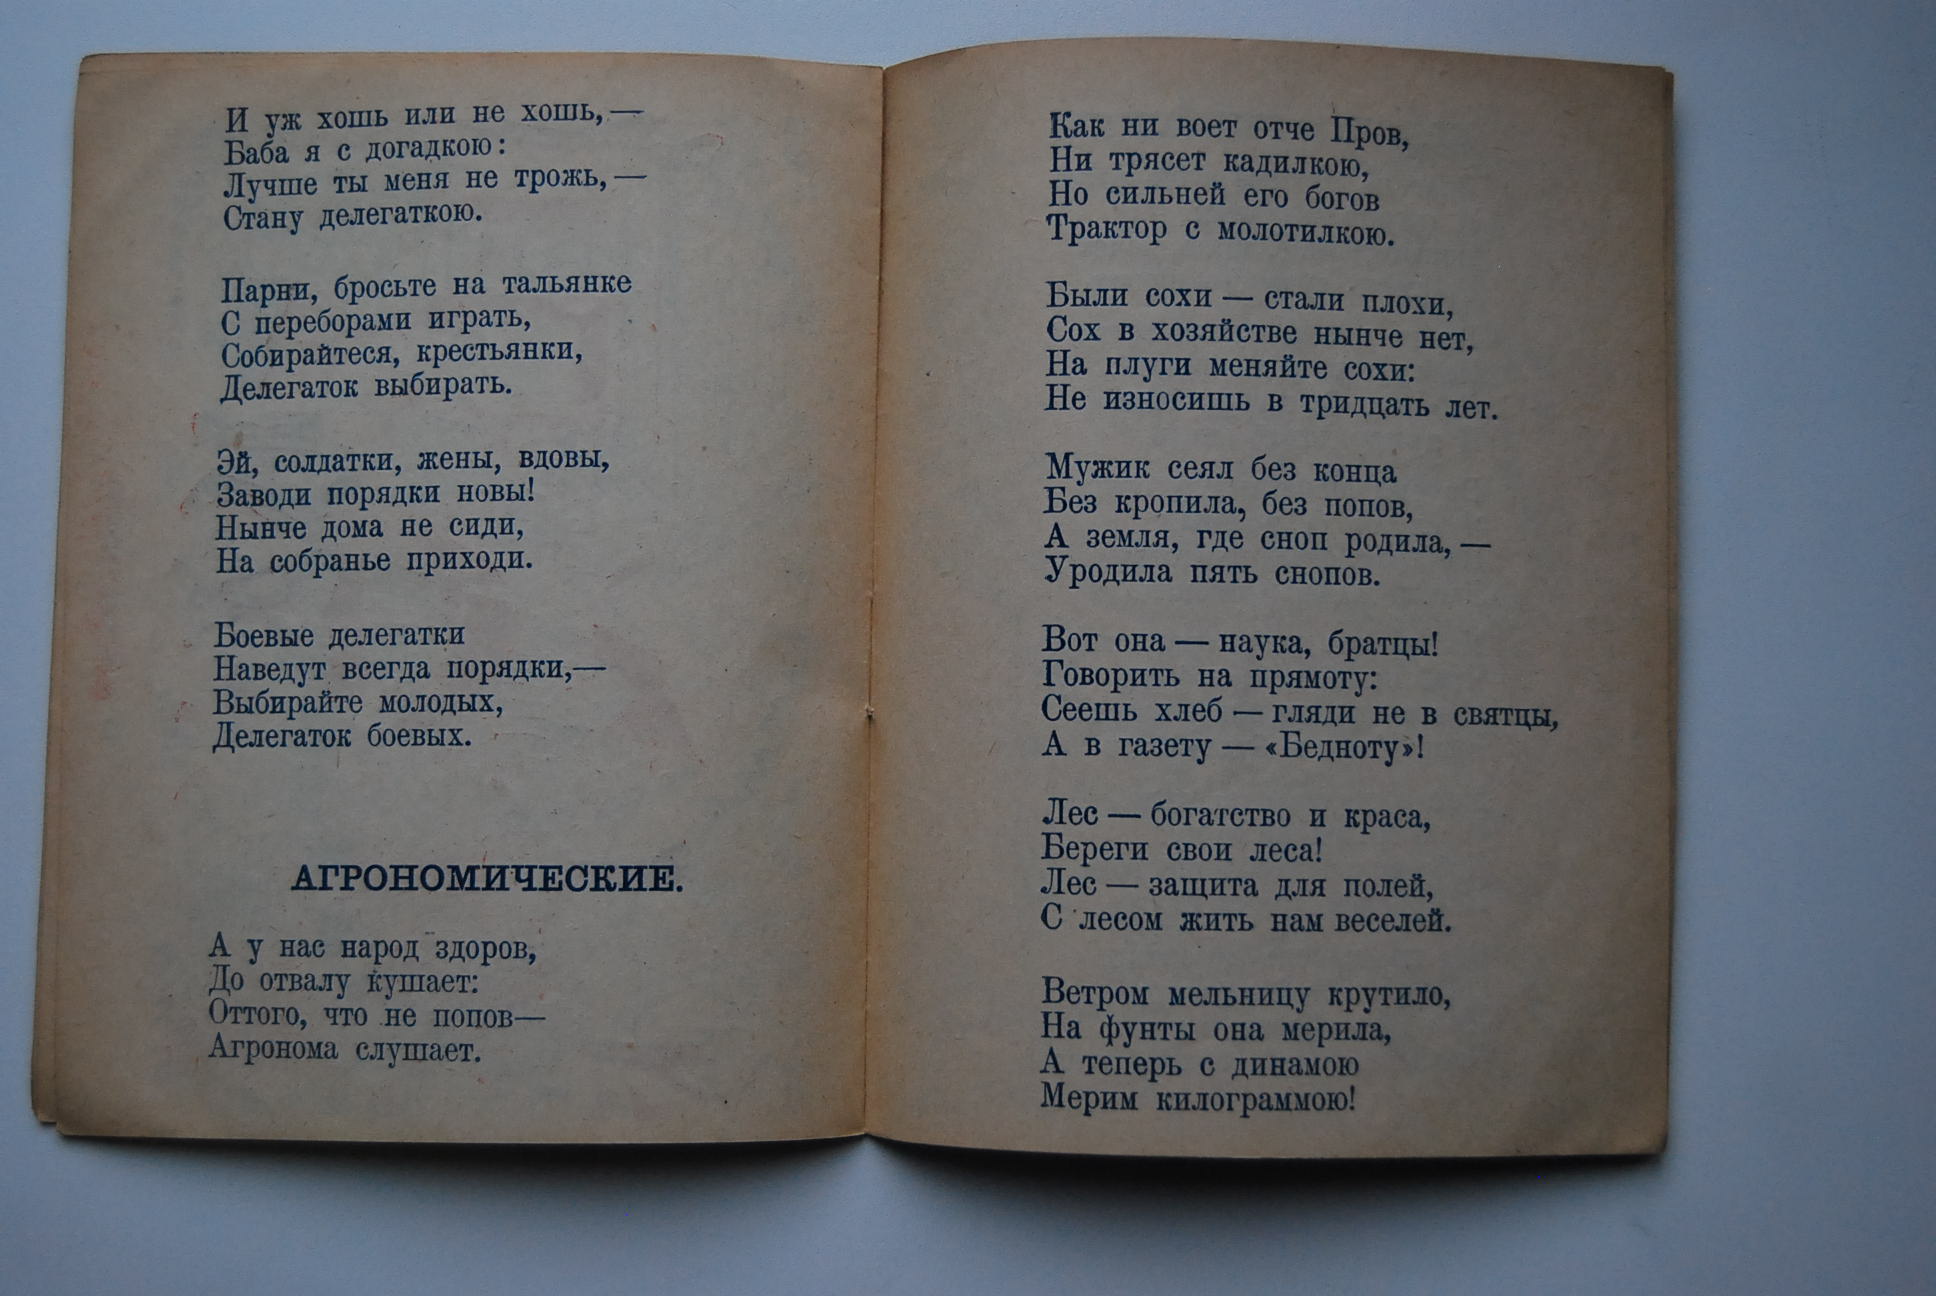 И уж хошь или не хошь,—
Баба я с догадкою:
Лучше ты меня не трожь,—
Стану делегаткою.

Парни, бросьте на тальянке
С переборами играть,
Собирайтеся, крестьянки,
Делегаток выбирать.

Эй, солдатки, жены, вдовы,
Заводи порядки новы!
Нынче дома не сиди,
На собранье приходи.

Боевые делегатки
Наведут всегда порядки,—
Выбирайте молодых,
Делегаток боевых.

АГРОНОМИЧЕСКИЕ.

А у нас народ здоров,
До отвалу кушает:
Оттого, что не попов—
Агронома слушает.

Как ни воет отче Пров,
Ни трясет кадилкою,
Но сильней его богов
Трактор с молотилкою.

Были сохи — стали плохи,
Сох в хозяйстве нынче нет,
На плуги меняйте сохи:
Не износишь в тридцать лет.

Мужик сеял без конца
Без кропила, без попов,
А земля, где сноп родила,—
Уродила пять снопов.

Вот она — наука, братцы!
Говорить на прямоту:
Сеешь хлеб — гляди не в святцы,
А в газету — «Бедноту»!

Лес — богатство и краса,
Береги свои леса!
Лес — защита для полей,
С лесом жить нам веселей.

Ветром мельницу крутило,
На фунты она мерила,
А теперь с динамою
Мерим килограммою!